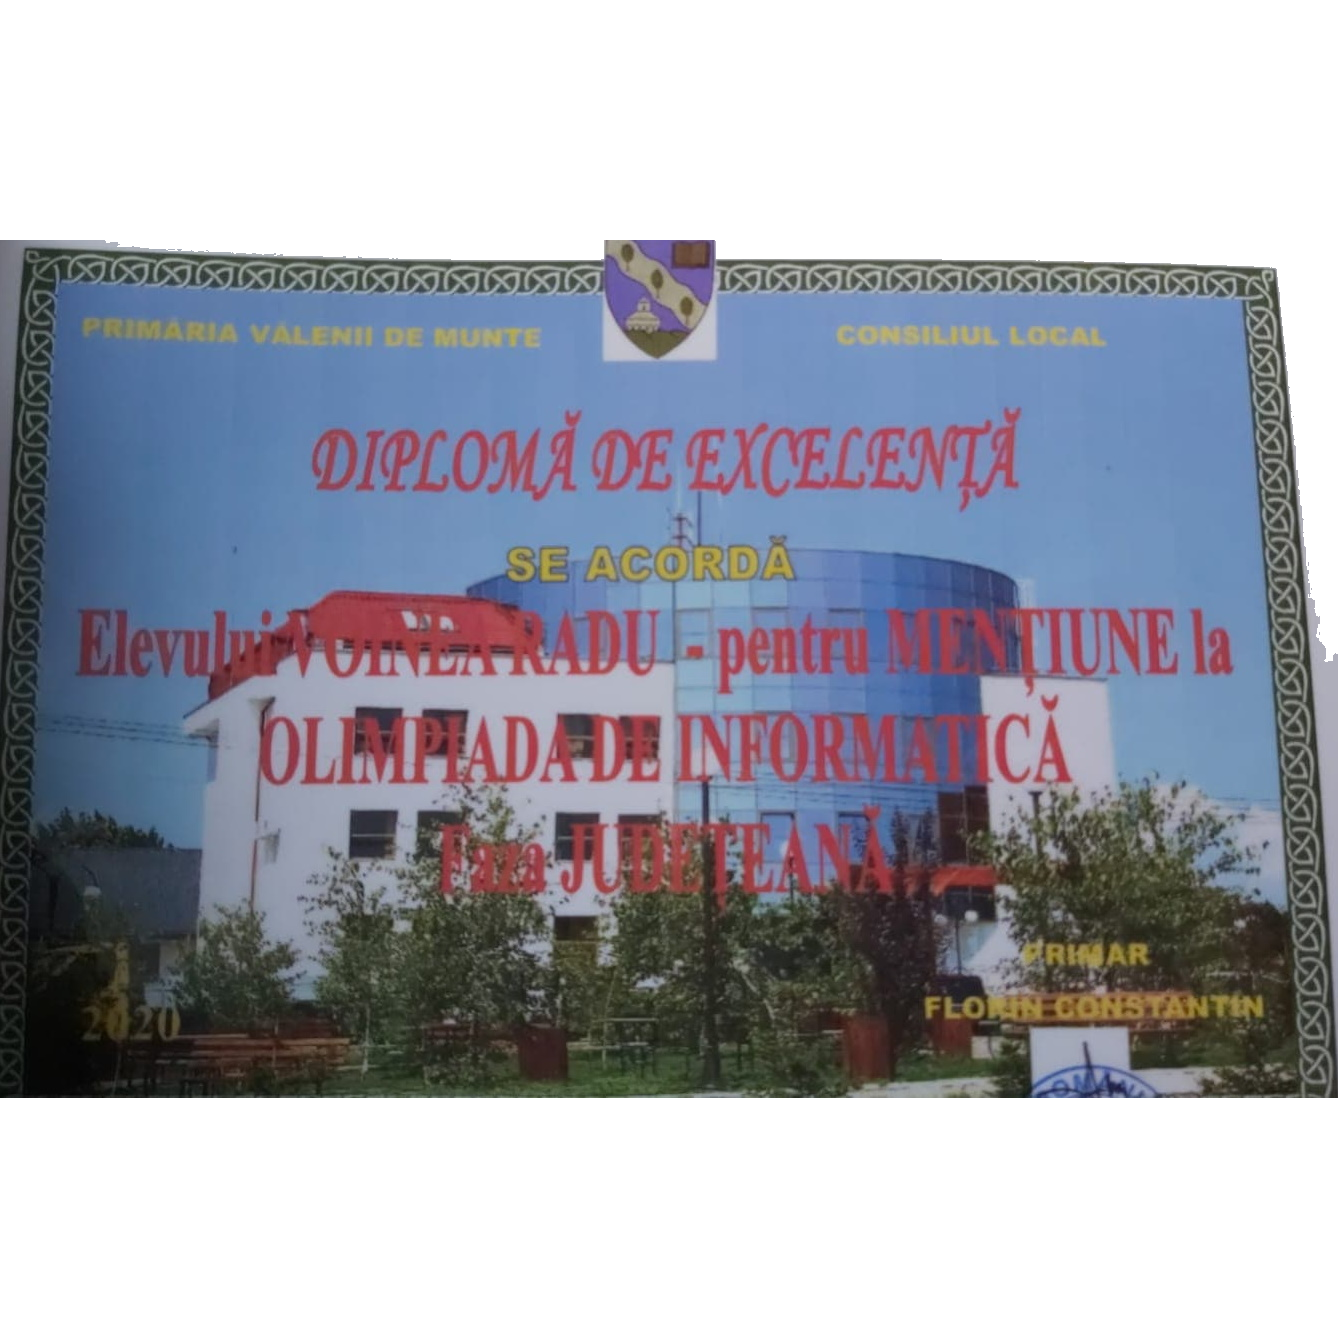 PRIMĂRIA VĂLENII DE MUNTE
CONSILIUL LOCAL
DIPLOMĂ DE EXCELENȚĂ
SE ACORDĂ
Elevului VOINEA RADU - pentru MENȚIUNE la
OLIMPIADA DE INFORMATICĂ
Faza JUDEȚEANĂ
PRIMAR
2020
FLORIN CONSTANTIN